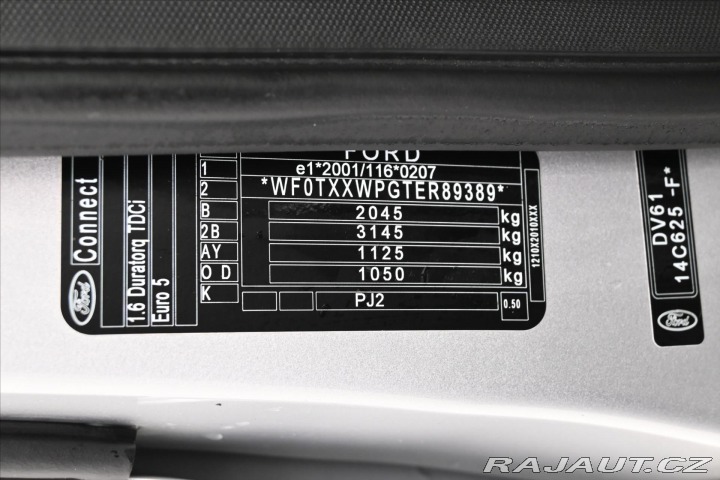 FORD
1 e1*2001/116*0207
2 *WF0TXXWPGTER89389*
B 2045 kg
2B 3145 kg
AY 1125 kg
O D 1050 kg
K PJ2 0.50
1210X2010XXX
Ford Connect
1.6 Duratorq TDCi
Euro 5
DV61
14C625 -F*
Ford
RAJAUT.CZ